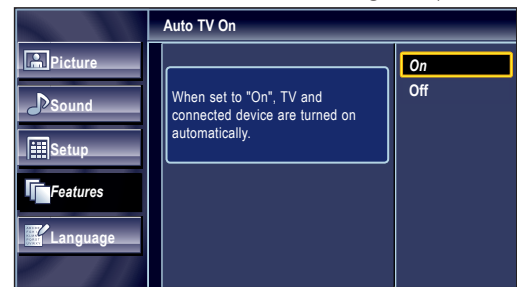 Auto TV On
Picture
Sound
Setup
Features
Language
When set to "On", TV and
connected device are turned on
automatically.
On
Off